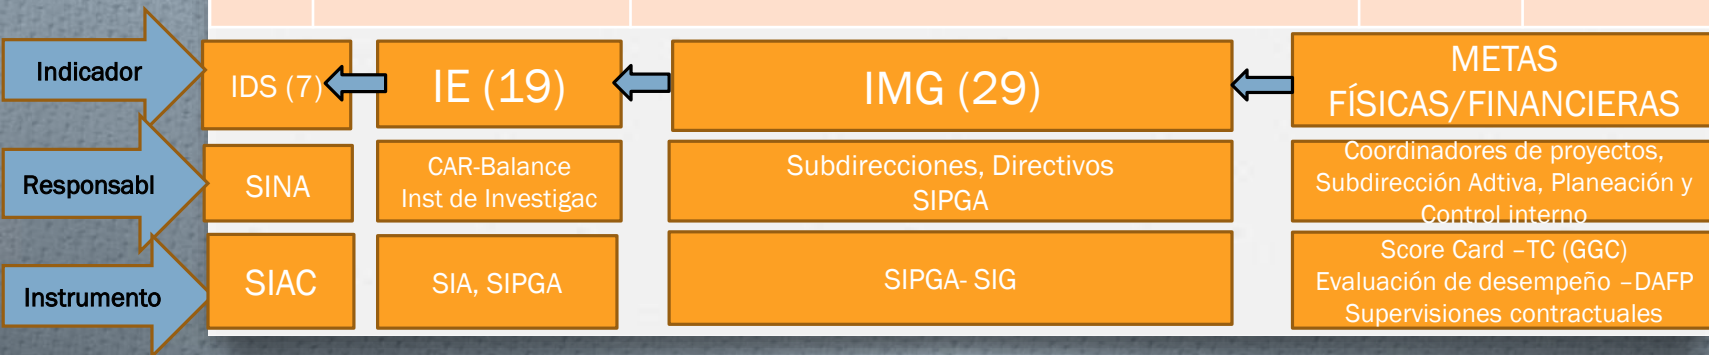 Indicador
IDS (7)
IE (19)
IMG (29)
METAS
FÍSICAS/FINANCIERAS
Responsabl
SINA
CAR-Balance
Inst de Investigac
Subdirecciones, Directivos
SIPGA
Coordinadores de proyectos,
Subdirección Adtiva, Planeación y
Control interno
Instrumento
SIAC
SIA, SIPGA
SIPGA- SIG
Score Card –TC (GGC)
Evaluación de desempeño –DAFP
Supervisiones contractuales